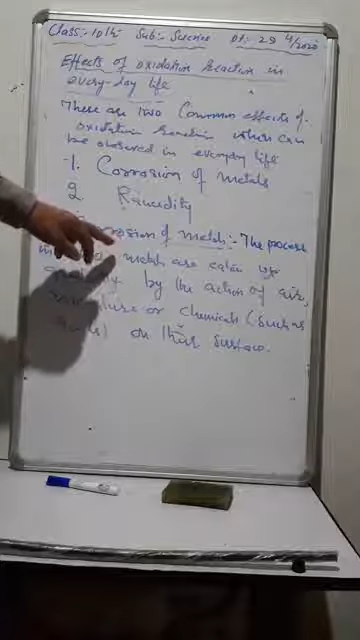 Class:- 10th Sub:- Science Dt:- 29/4/2020
Effects of oxidation reaction in
every-day life
There are two Common effects of
oxidation reaction which can
be observed in everyday life
1. Corrosion of metals
2. Rancidity
of metals:- The process
metals are eaten up
by the action of air,
or chemicals (such as
) on their surface.